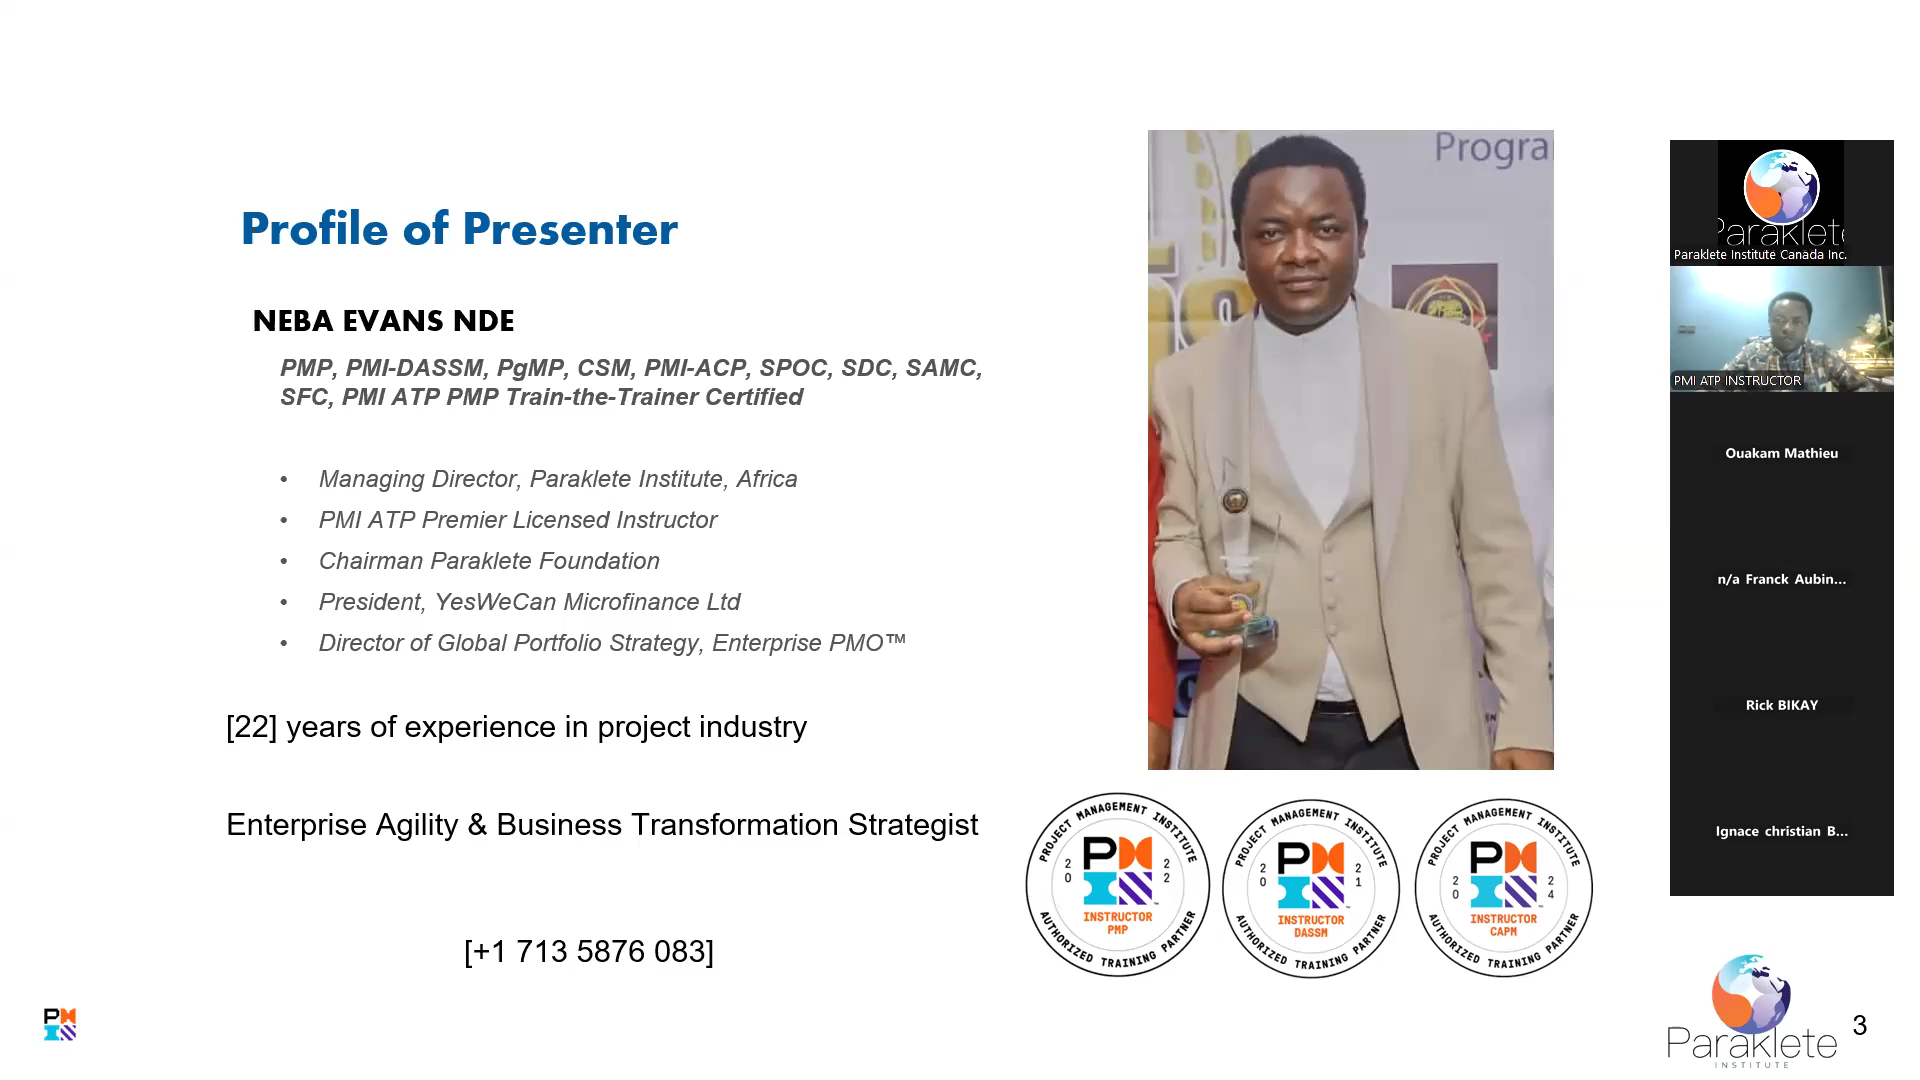 Profile of Presenter
NEBA EVANS NDE
PMP, PMI-DASSM, PgMP, CSM, PMI-ACP, SPOC, SDC, SAMC,
SFC, PMI ATP PMP Train-the-Trainer Certified
• Managing Director, Paraklete Institute, Africa
• PMI ATP Premier Licensed Instructor
• Chairman Paraklete Foundation
• President, YesWeCan Microfinance Ltd
• Director of Global Portfolio Strategy, Enterprise PMO™
[22] years of experience in project industry
Enterprise Agility & Business Transformation Strategist
[+1 713 5876 083]
Progra
PROJECT MANAGEMENT INSTITUTE
2022
INSTRUCTOR
PMP
AUTHORIZED TRAINING PARTNER
PROJECT MANAGEMENT INSTITUTE
2021
INSTRUCTOR
DASSM
AUTHORIZED TRAINING PARTNER
PROJECT MANAGEMENT INSTITUTE
2024
INSTRUCTOR
CAPM
AUTHORIZED TRAINING PARTNER
Paraklete
Paraklete Institute Canada Inc.
PMI ATP INSTRUCTOR
Ouakam Mathieu
n/a Franck Aubin...
Rick BIKAY
Ignace christian B...
Paraklete
INSTITUTE
3